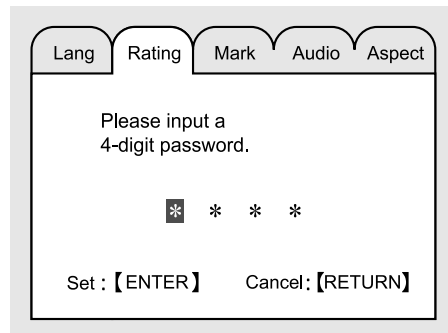 Lang Rating Mark Audio Aspect
Please input a
4-digit password.
* * * *
Set :【ENTER】 Cancel:【RETURN】